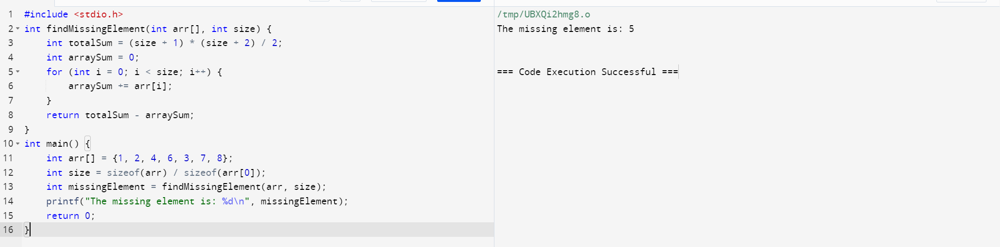 1 #include <stdio.h>
2 int findMissingElement(int arr[], int size) {
3     int totalSum = (size + 1) * (size + 2) / 2;
4     int arraySum = 0;
5     for (int i = 0; i < size; i++) {
6         arraySum += arr[i];
7     }
8     return totalSum - arraySum;
9 }
10 int main() {
11     int arr[] = {1, 2, 4, 6, 3, 7, 8};
12     int size = sizeof(arr) / sizeof(arr[0]);
13     int missingElement = findMissingElement(arr, size);
14     printf("The missing element is: %d\n", missingElement);
15     return 0;
16 }
/tmp/UBXQi2hmg8.o
The missing element is: 5
=== Code Execution Successful ===